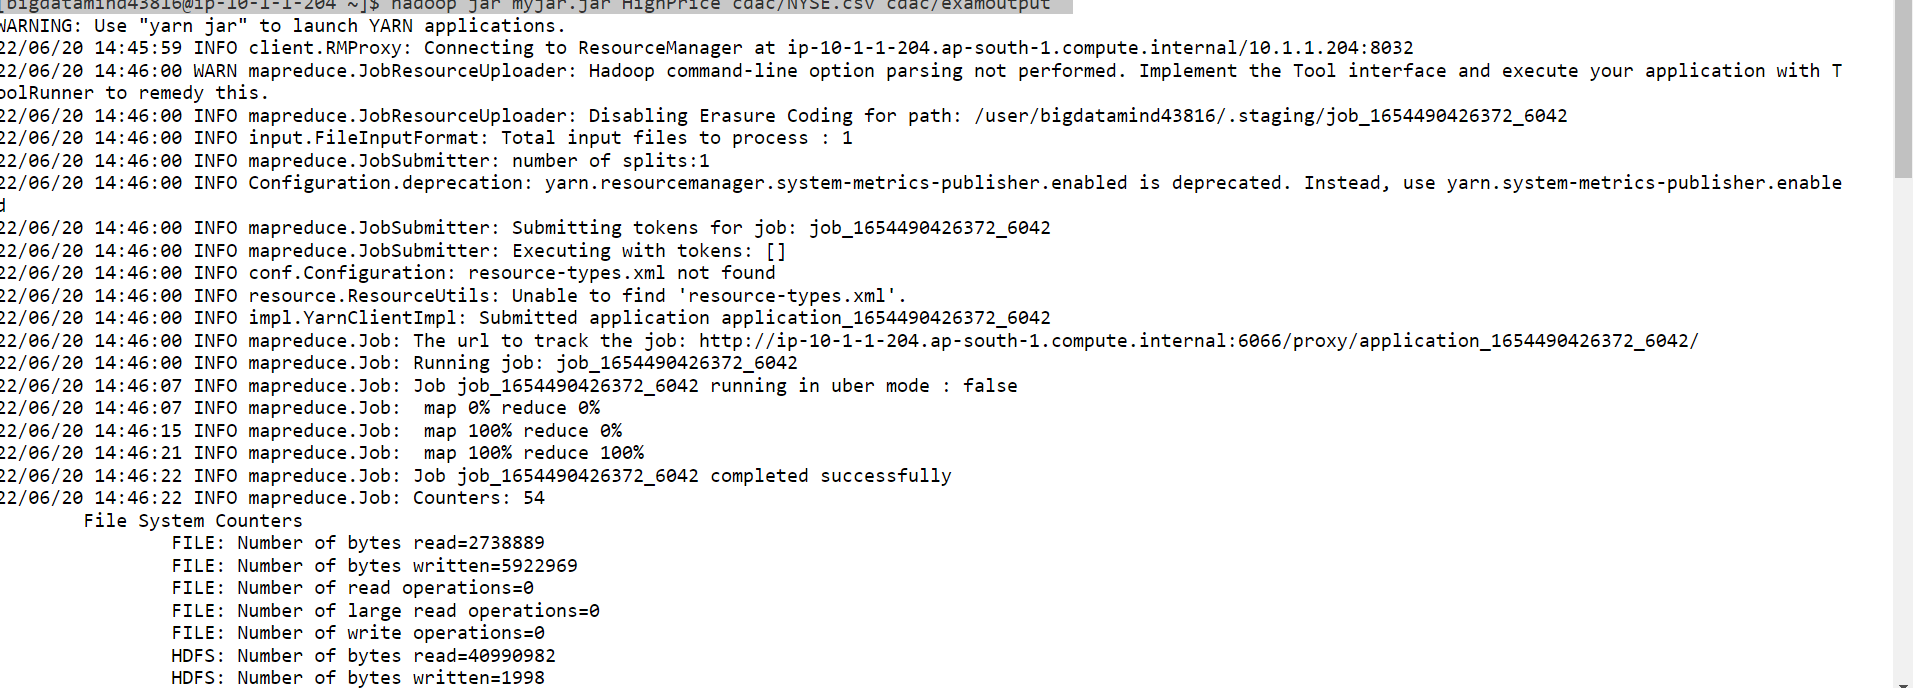 [bigdatamind43816@ip-10-1-1-204 ~]$ hadoop jar myjar.jar HighPrice cdac/NYSE.csv cdac/examoutput
WARNING: Use "yarn jar" to launch YARN applications.
22/06/20 14:45:59 INFO client.RMProxy: Connecting to ResourceManager at ip-10-1-1-204.ap-south-1.compute.internal/10.1.1.204:8032
22/06/20 14:46:00 WARN mapreduce.JobResourceUploader: Hadoop command-line option parsing not performed. Implement the Tool interface and execute your application with T
oolRunner to remedy this.
22/06/20 14:46:00 INFO mapreduce.JobResourceUploader: Disabling Erasure Coding for path: /user/bigdatamind43816/.staging/job_1654490426372_6042
22/06/20 14:46:00 INFO input.FileInputFormat: Total input files to process : 1
22/06/20 14:46:00 INFO mapreduce.JobSubmitter: number of splits:1
22/06/20 14:46:00 INFO Configuration.deprecation: yarn.resourcemanager.system-metrics-publisher.enabled is deprecated. Instead, use yarn.system-metrics-publisher.enable
d
22/06/20 14:46:00 INFO mapreduce.JobSubmitter: Submitting tokens for job: job_1654490426372_6042
22/06/20 14:46:00 INFO mapreduce.JobSubmitter: Executing with tokens: []
22/06/20 14:46:00 INFO conf.Configuration: resource-types.xml not found
22/06/20 14:46:00 INFO resource.ResourceUtils: Unable to find 'resource-types.xml'.
22/06/20 14:46:00 INFO impl.YarnClientImpl: Submitted application application_1654490426372_6042
22/06/20 14:46:00 INFO mapreduce.Job: The url to track the job: http://ip-10-1-1-204.ap-south-1.compute.internal:6066/proxy/application_1654490426372_6042/
22/06/20 14:46:00 INFO mapreduce.Job: Running job: job_1654490426372_6042
22/06/20 14:46:07 INFO mapreduce.Job: Job job_1654490426372_6042 running in uber mode : false
22/06/20 14:46:07 INFO mapreduce.Job:  map 0% reduce 0%
22/06/20 14:46:15 INFO mapreduce.Job:  map 100% reduce 0%
22/06/20 14:46:21 INFO mapreduce.Job:  map 100% reduce 100%
22/06/20 14:46:22 INFO mapreduce.Job: Job job_1654490426372_6042 completed successfully
22/06/20 14:46:22 INFO mapreduce.Job: Counters: 54
File System Counters
FILE: Number of bytes read=2738889
FILE: Number of bytes written=5922969
FILE: Number of read operations=0
FILE: Number of large read operations=0
FILE: Number of write operations=0
HDFS: Number of bytes read=40990982
HDFS: Number of bytes written=1998